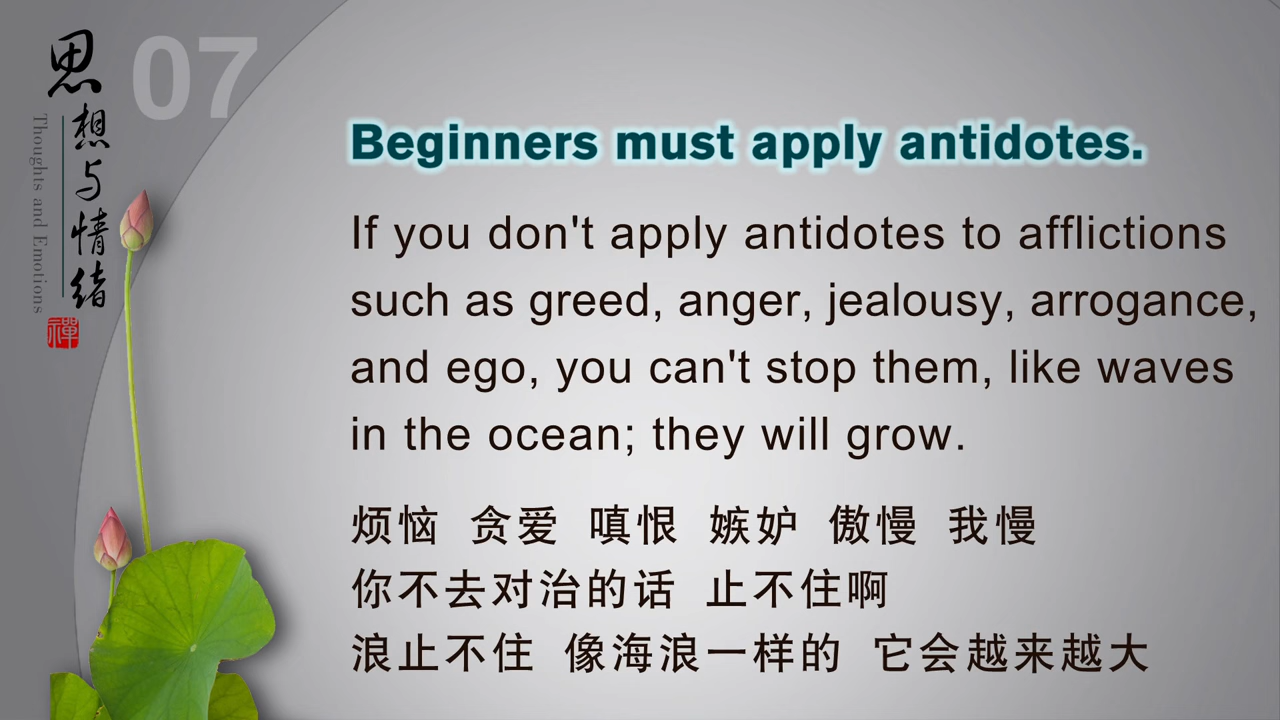 思想与情绪
Thoughts and Emotions
禪
07
Beginners must apply antidotes.
If you don't apply antidotes to afflictions
such as greed, anger, jealousy, arrogance,
and ego, you can't stop them, like waves
in the ocean; they will grow.
烦恼 贪爱 嗔恨 嫉妒 傲慢 我慢
你不去对治的话 止不住啊
浪止不住 像海浪一样的 它会越来越大